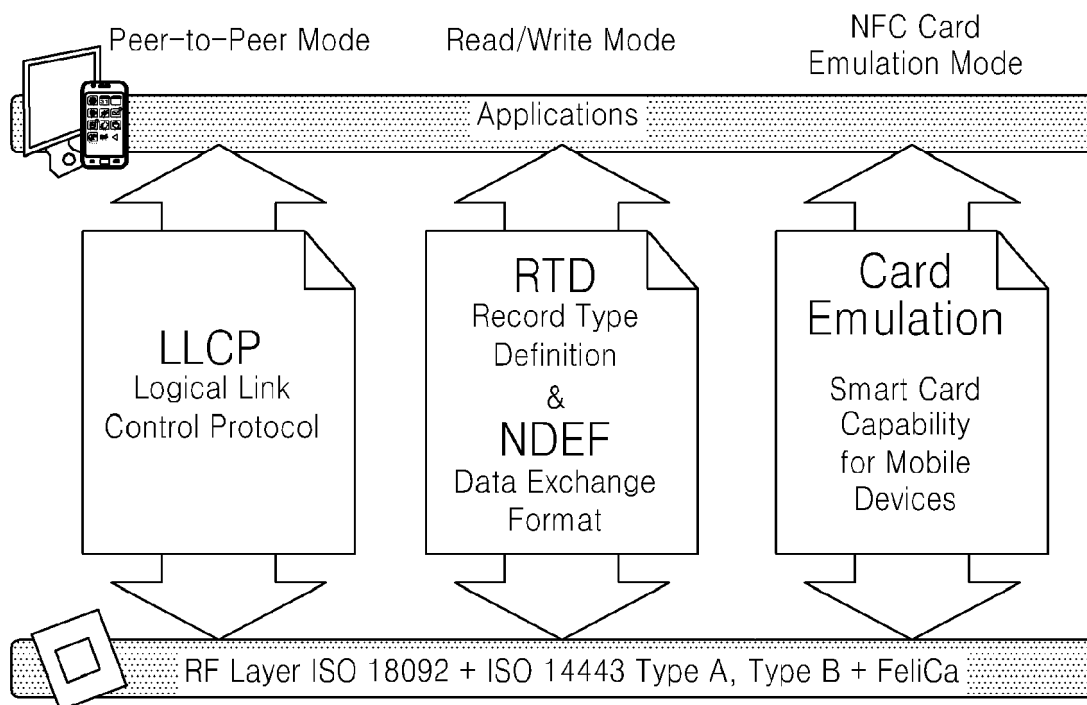 Peer-to-Peer Mode
Read/Write Mode
NFC Card
Emulation Mode
Applications
LLCP
Logical Link
Control Protocol
RTD
Record Type
Definition
&
NDEF
Data Exchange
Format
Card
Emulation
Smart Card
Capability
for Mobile
Devices
RF Layer ISO 18092 + ISO 14443 Type A, Type B + FeliCa